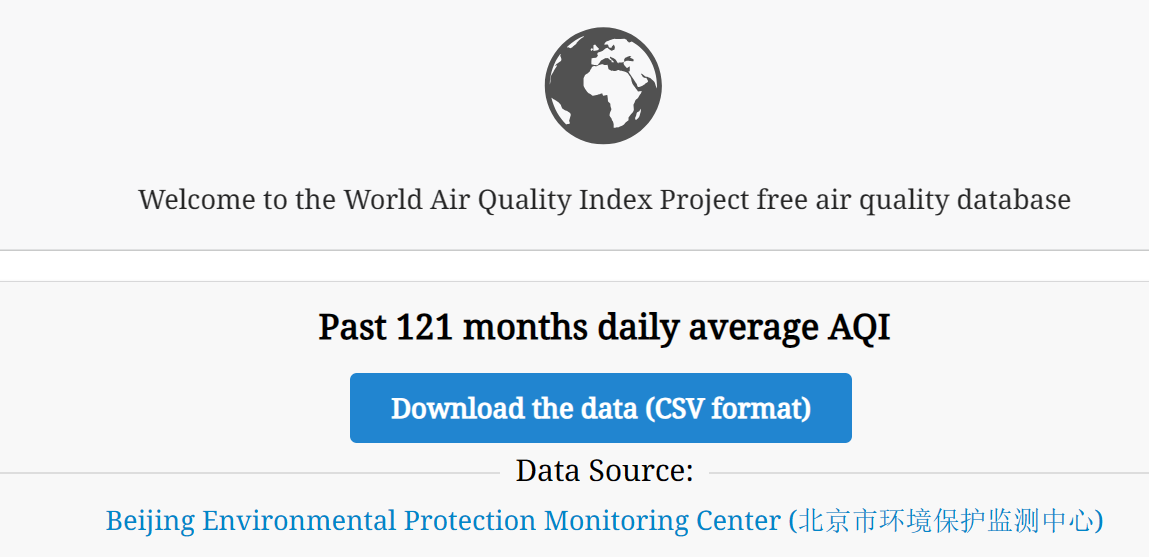 Welcome to the World Air Quality Index Project free air quality database
Past 121 months daily average AQI
Download the data (CSV format)
Data Source:
Beijing Environmental Protection Monitoring Center (北京市环境保护监测中心)